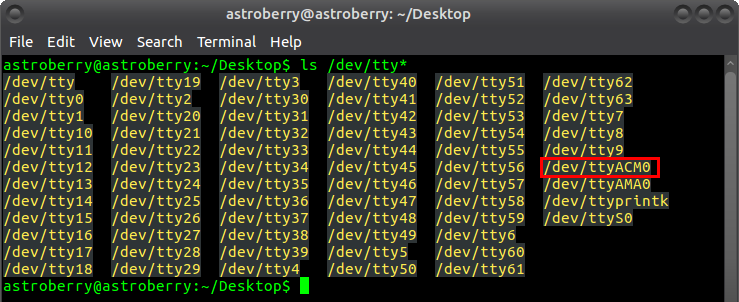 astroberry@astroberry: ~/Desktop
File Edit View Search Terminal Help
astroberry@astroberry:~/Desktop$ ls /dev/tty*
/dev/tty /dev/tty19 /dev/tty3 /dev/tty40 /dev/tty51 /dev/tty62
/dev/tty0 /dev/tty2 /dev/tty30 /dev/tty41 /dev/tty52 /dev/tty63
/dev/tty1 /dev/tty20 /dev/tty31 /dev/tty42 /dev/tty53 /dev/tty7
/dev/tty10 /dev/tty21 /dev/tty32 /dev/tty43 /dev/tty54 /dev/tty8
/dev/tty11 /dev/tty22 /dev/tty33 /dev/tty44 /dev/tty55 /dev/tty9
/dev/tty12 /dev/tty23 /dev/tty34 /dev/tty45 /dev/tty56 /dev/ttyACM0
/dev/tty13 /dev/tty24 /dev/tty35 /dev/tty46 /dev/tty57 /dev/ttyAMA0
/dev/tty14 /dev/tty25 /dev/tty36 /dev/tty47 /dev/tty58 /dev/ttyprintk
/dev/tty15 /dev/tty26 /dev/tty37 /dev/tty48 /dev/tty59 /dev/ttyS0
/dev/tty16 /dev/tty27 /dev/tty38 /dev/tty49 /dev/tty6
/dev/tty17 /dev/tty28 /dev/tty39 /dev/tty5 /dev/tty60
/dev/tty18 /dev/tty29 /dev/tty4 /dev/tty50 /dev/tty61
astroberry@astroberry:~/Desktop$